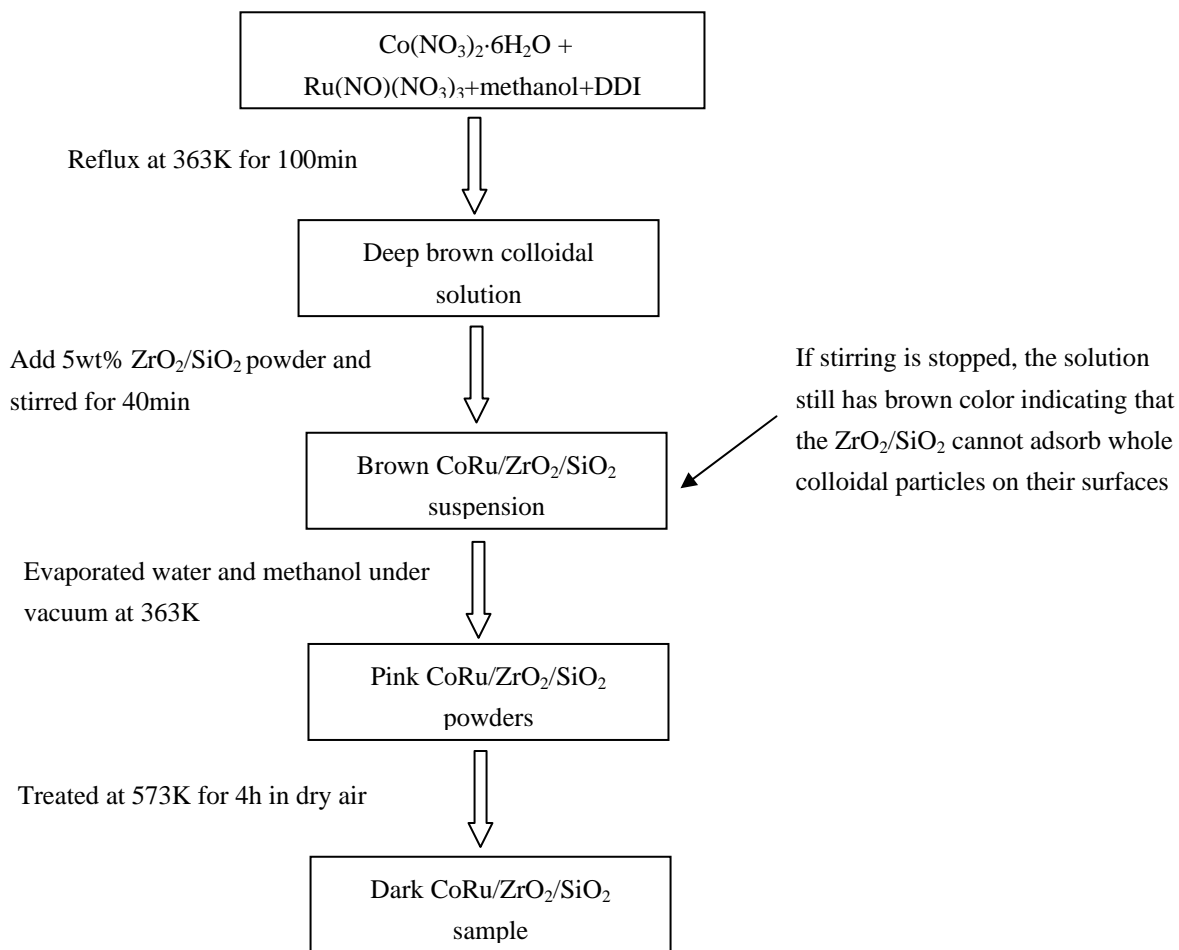 Co(NO₃)₂·6H₂O +
Ru(NO)(NO₃)₃+methanol+DDI
Reflux at 363K for 100min
Deep brown colloidal
solution
Add 5wt% ZrO₂/SiO₂ powder and
stirred for 40min
If stirring is stopped, the solution
still has brown color indicating that
the ZrO₂/SiO₂ cannot adsorb whole
colloidal particles on their surfaces
Brown CoRu/ZrO₂/SiO₂
suspension
Evaporated water and methanol under
vacuum at 363K
Pink CoRu/ZrO₂/SiO₂
powders
Treated at 573K for 4h in dry air
Dark CoRu/ZrO₂/SiO₂
sample